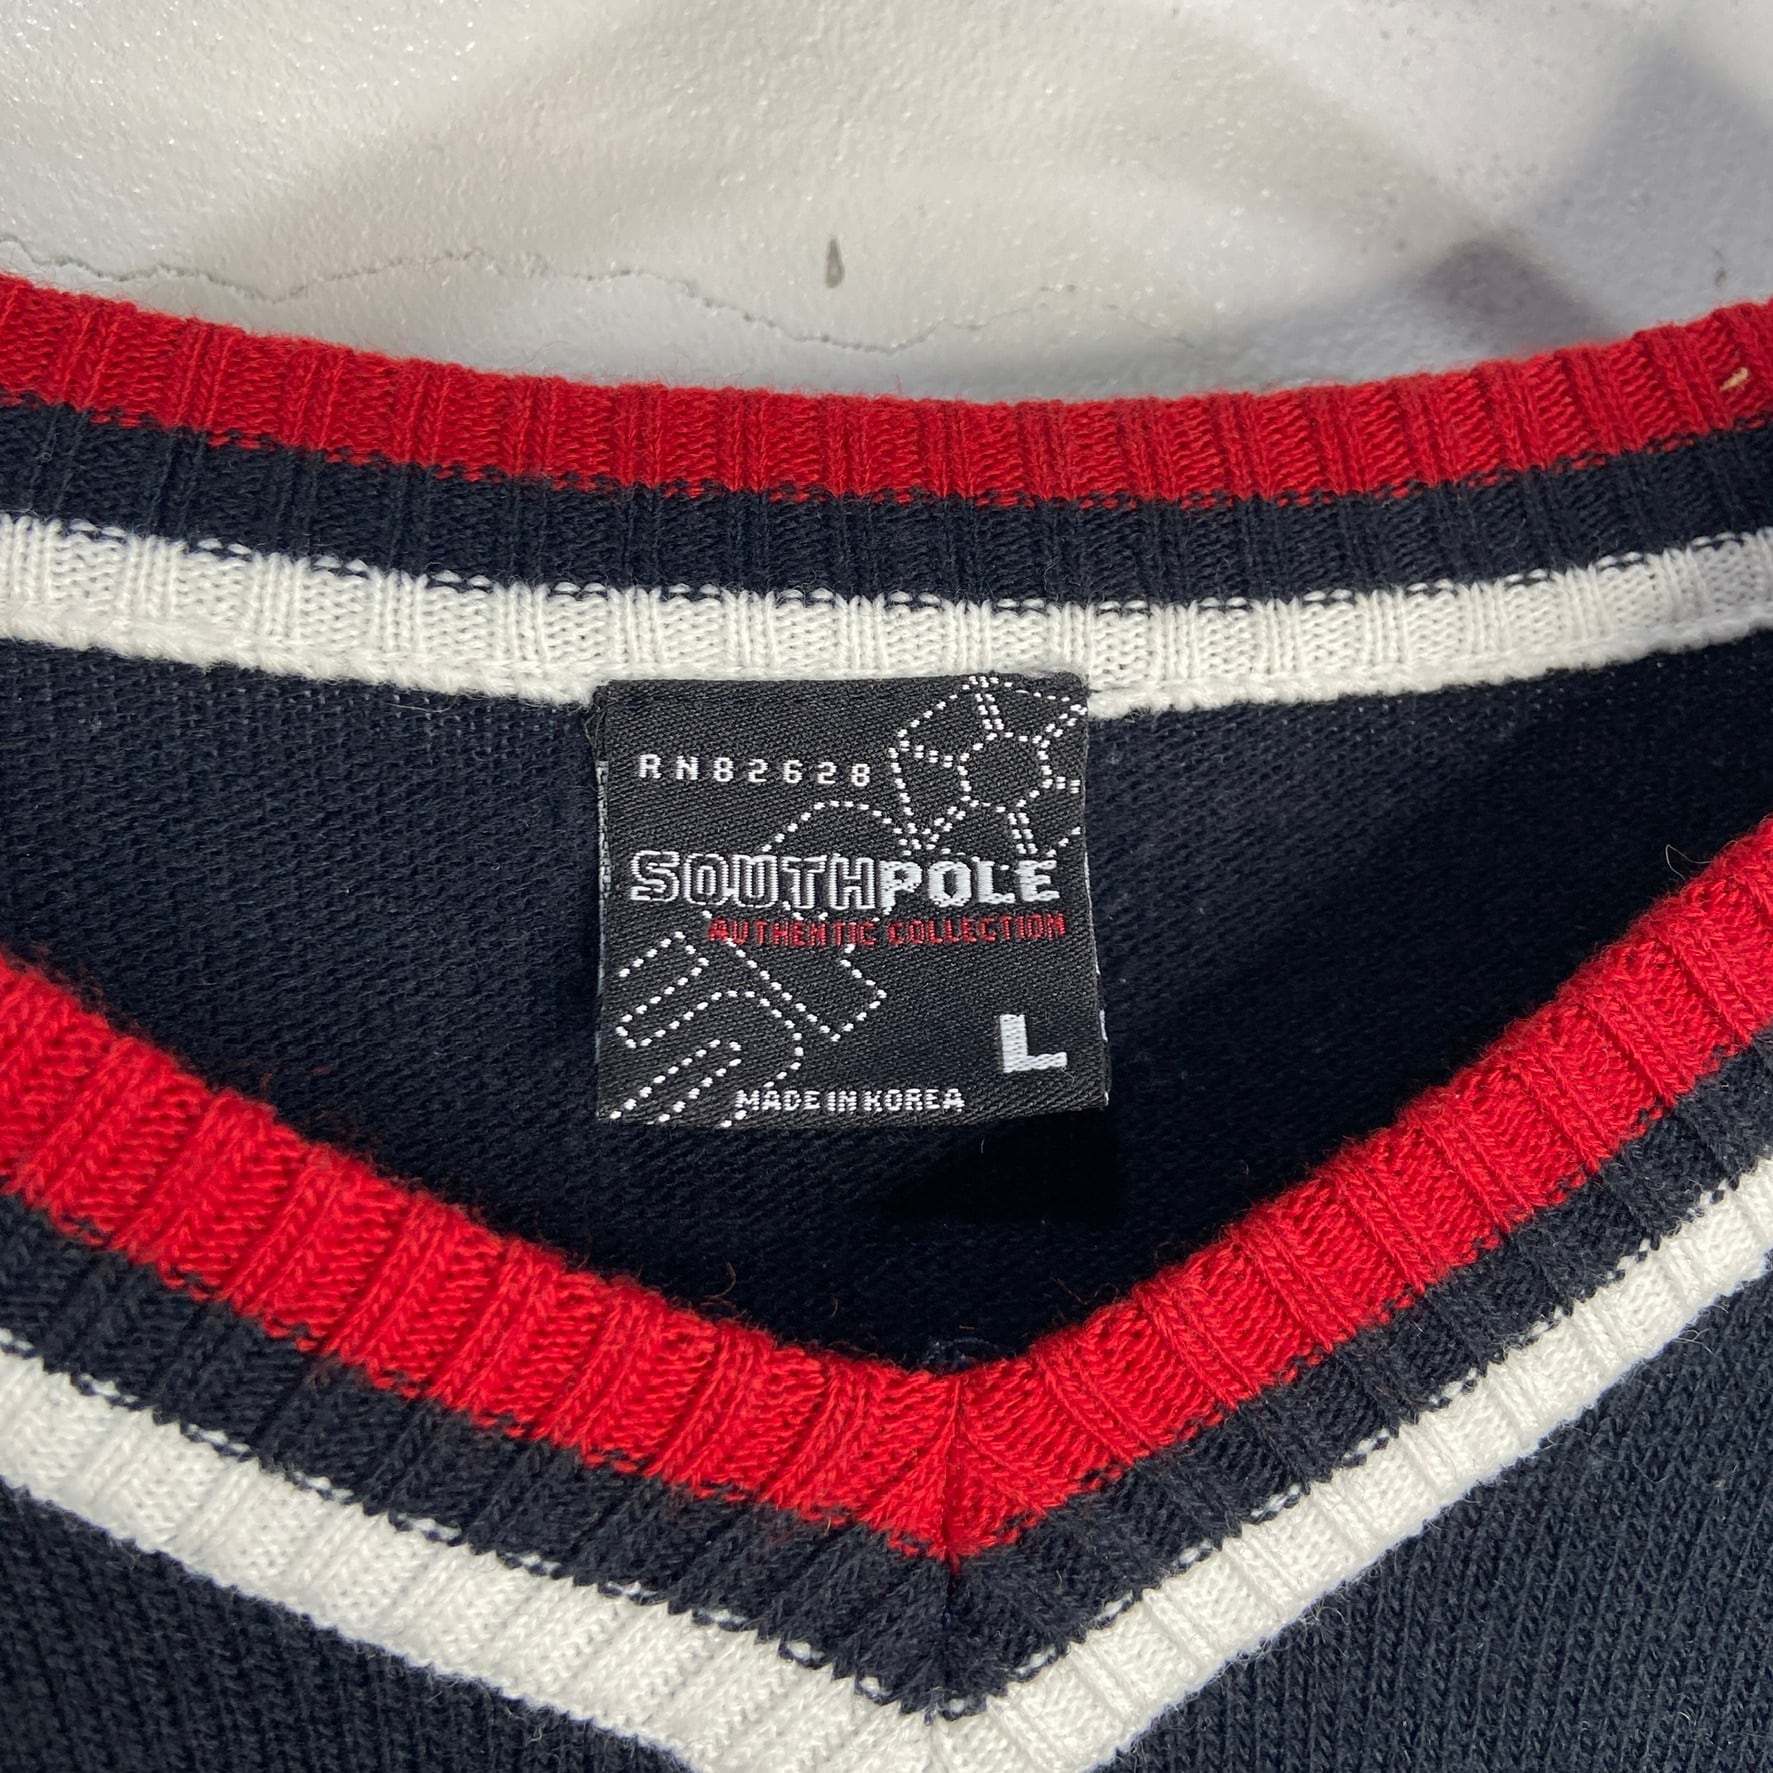 RN82628
SOUTHPOLE
AUTHENTIC COLLECTION
L
MADE IN KOREA